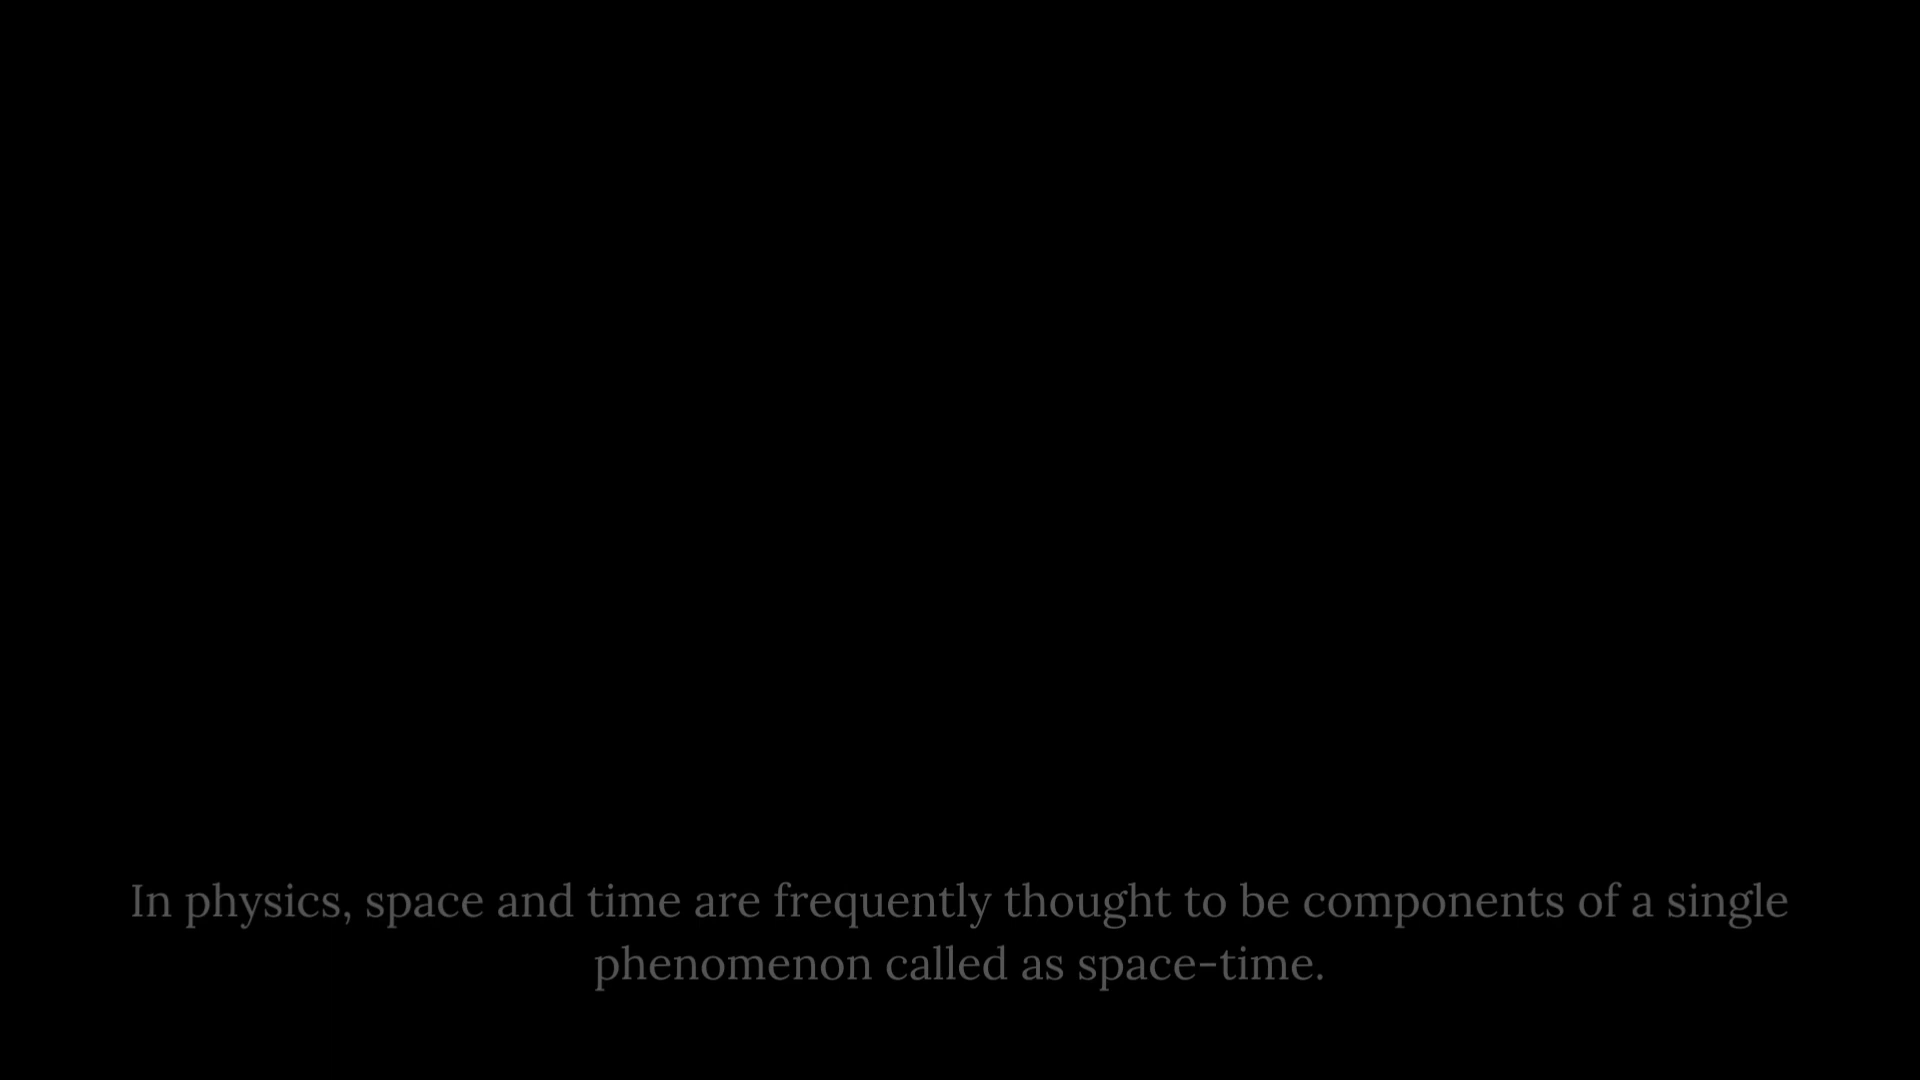 In physics, space and time are frequently thought to be components of a single
phenomenon called as space-time.